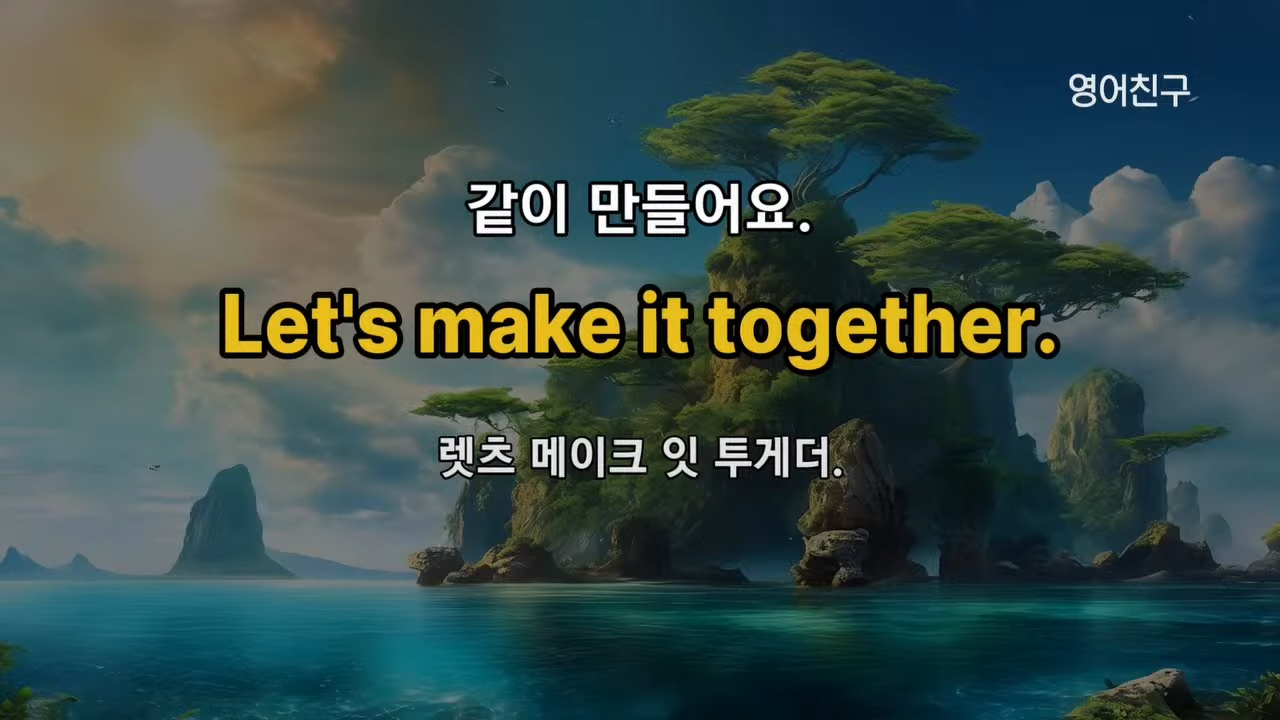 영어친구
같이 만들어요.
Let's make it together.
렛츠 메이크 잇 투게더.